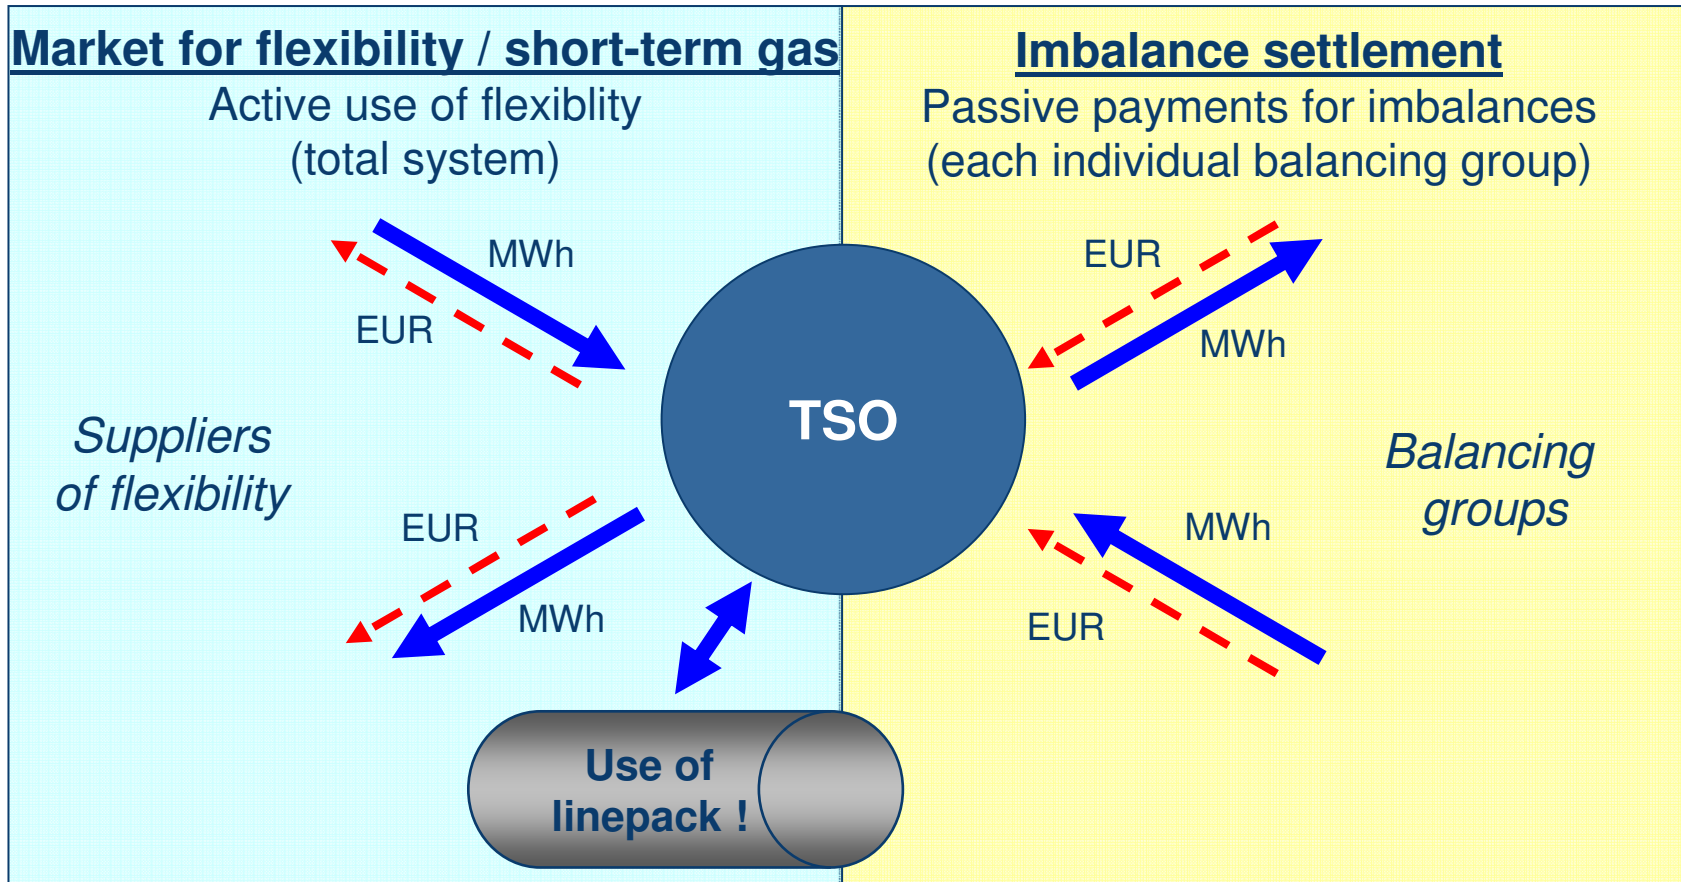 Market for flexibility / short-term gas
Active use of flexiblity
(total system)
Imbalance settlement
Passive payments for imbalances
(each individual balancing group)
MWh
EUR
EUR
MWh
TSO
Suppliers
of flexibility
Balancing
groups
EUR
MWh
MWh
EUR
Use of
linepack !